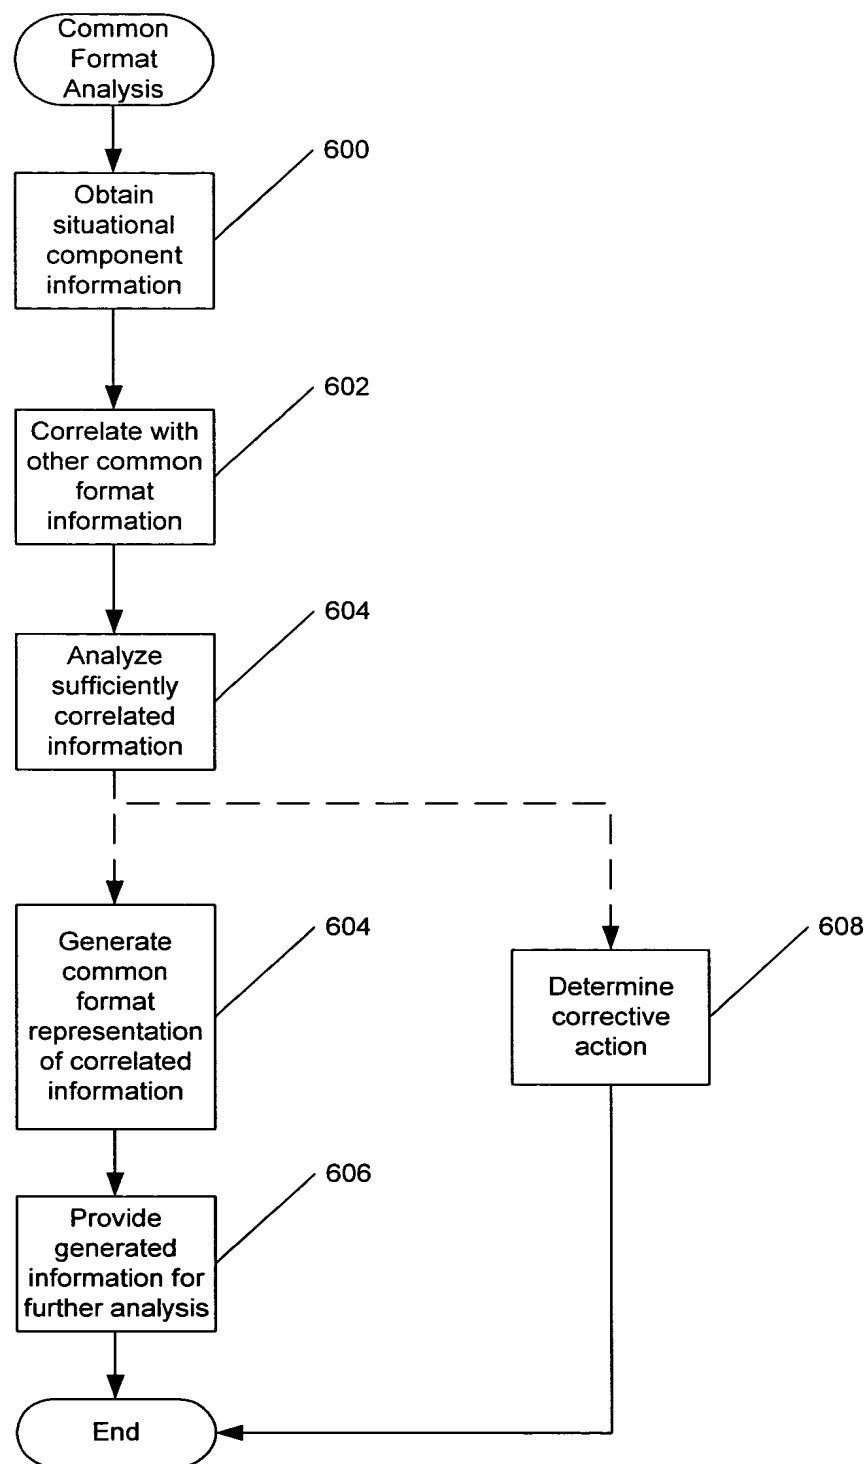 Common
Format
Analysis
600
Obtain
situational
component
information
602
Correlate with
other common
format
information
604
Analyze
sufficiently
correlated
information
604
Generate
common
format
representation
of correlated
information
608
Determine
corrective
action
606
Provide
generated
information for
further analysis
End